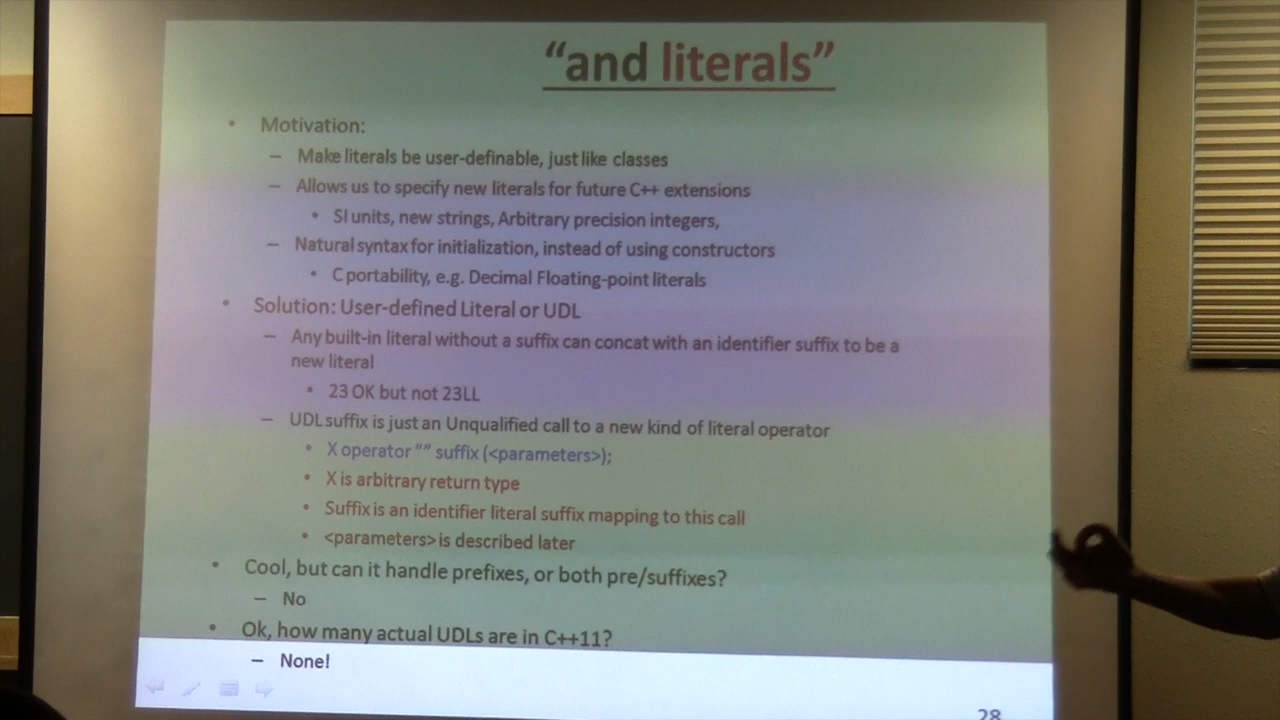 “and literals”
• Motivation:
– Make literals be user-definable, just like classes
– Allows us to specify new literals for future C++ extensions
• SI units, new strings, Arbitrary precision integers,
– Natural syntax for initialization, instead of using constructors
• C portability, e.g. Decimal Floating-point literals
• Solution: User-defined Literal or UDL
– Any built-in literal without a suffix can concat with an identifier suffix to be a
new literal
• 23 OK but not 23LL
– UDL suffix is just an Unqualified call to a new kind of literal operator
• X operator “” suffix (<parameters>);
• X is arbitrary return type
• Suffix is an identifier literal suffix mapping to this call
• <parameters> is described later
• Cool, but can it handle prefixes, or both pre/suffixes?
– No
• Ok, how many actual UDLs are in C++11?
– None!
28